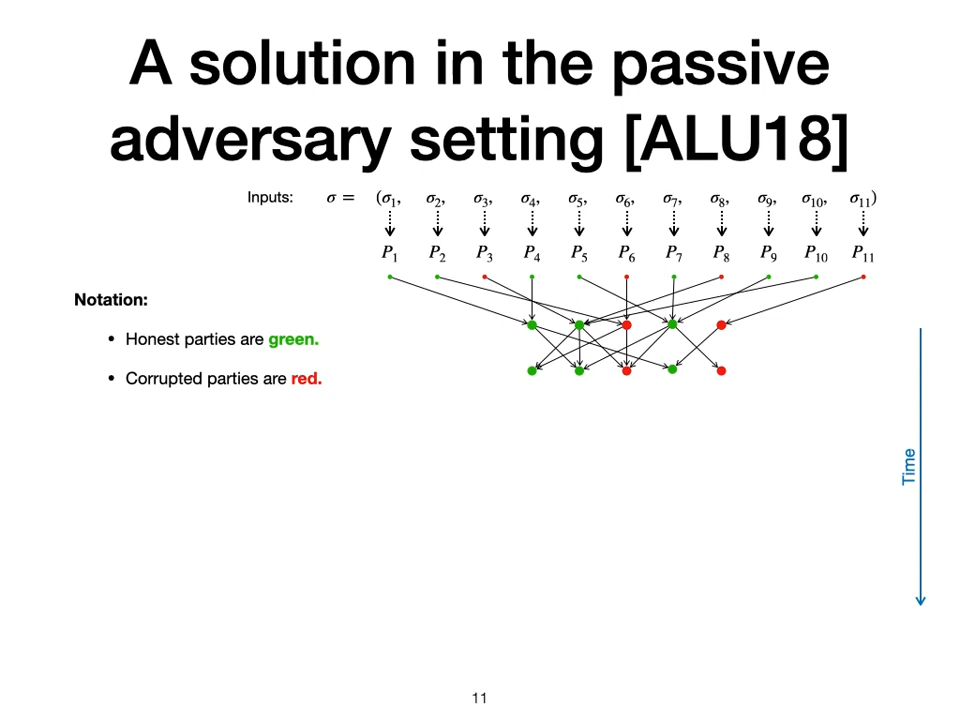 A solution in the passive
adversary setting [ALU18]
Inputs: σ = (σ₁, σ₂, σ₃, σ₄, σ₅, σ₆, σ₇, σ₈, σ₉, σ₁₀, σ₁₁)
P₁ P₂ P₃ P₄ P₅ P₆ P₇ P₈ P₉ P₁₀ P₁₁
Notation:
• Honest parties are green.
• Corrupted parties are red.
Time
11